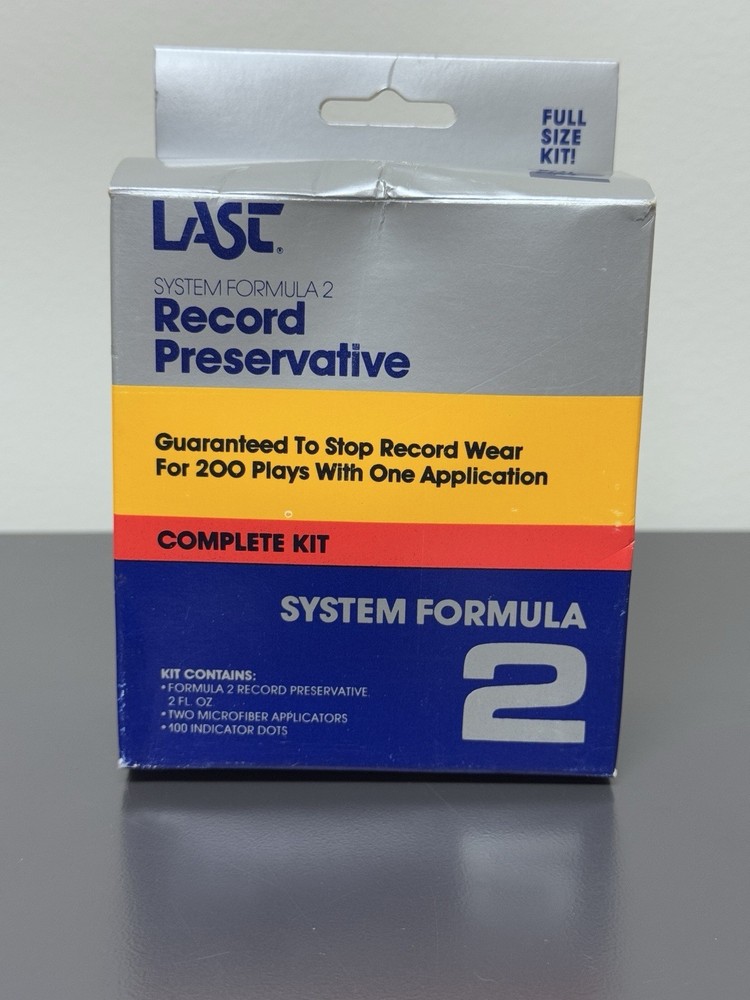 FULL
SIZE
KIT!
LAST®
SYSTEM FORMULA 2
Record
Preservative
Guaranteed To Stop Record Wear
For 200 Plays With One Application
COMPLETE KIT
SYSTEM FORMULA
2
KIT CONTAINS:
• FORMULA 2 RECORD PRESERVATIVE
2 FL. OZ.
• TWO MICROFIBER APPLICATORS
• 100 INDICATOR DOTS